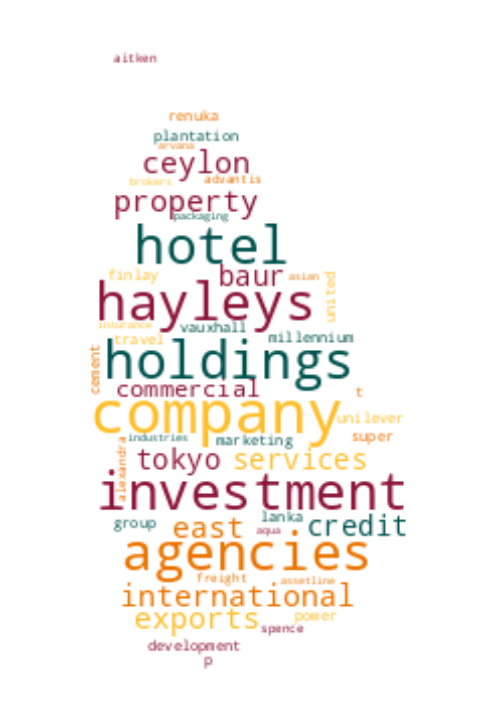 aitken
renuka
plantation
arvana
ceylon
brokers advantis
property
packaging
hotel
finlay baur asian united
hayleys
insurance vauxhall
travel millennium
cement holdings
commercial t
company unilever
industries marketing super
alexandra tokyo services
investment
group lanka credit
east aqua
agencies
freight assetline
international
exports power
spence
development
p